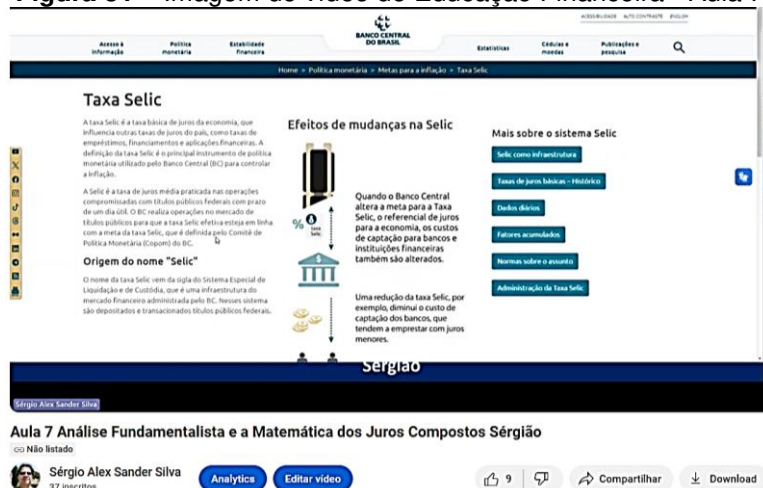 ACESSIBILIDADE ALTO CONTRASTE ENGLISH
BANCO CENTRAL
DO BRASIL
Acesso à informação
Política monetária
Estabilidade financeira
Estatísticas
Cédulas e moedas
Publicações e pesquisa
Home > Política monetária > Metas para a inflação > Taxa Selic
Taxa Selic
A taxa Selic é a taxa básica de juros da economia, que
influencia outras taxas de juros do país, como taxas de
empréstimos, financiamentos e aplicações financeiras. A
definição da taxa Selic é o principal instrumento de política
monetária utilizado pelo Banco Central (BC) para controlar
a inflação.
A Selic é a taxa de juros média praticada nas operações
compromissadas com títulos públicos federais com prazo
de um dia útil. O BC realiza operações no mercado de
títulos públicos para que a taxa Selic efetiva esteja em linha
com a meta da taxa Selic, que é definida pelo Comitê de
Política Monetária (Copom) do BC.
Origem do nome "Selic"
O nome da taxa Selic vem da sigla do Sistema Especial de
Liquidação e de Custódia, que é uma infraestrutura do
mercado financeiro administrada pelo BC. Nesses sistema
são depositados e transacionados títulos públicos federais.
Efeitos de mudanças na Selic
% taxa Selic
Quando o Banco Central
altera a meta para a Taxa
Selic, o referencial de juros
para a economia, os custos
de captação para bancos e
instituições financeiras
também são alterados.
Uma redução da taxa Selic, por
exemplo, diminui o custo de
captação dos bancos, que
tendem a emprestar com juros
menores.
Mais sobre o sistema Selic
Selic como infraestrutura
Taxas de juros básicas – Histórico
Dados diários
Fatores acumulados
Normas sobre o assunto
Administração da Taxa Selic
Sergião
Sérgio Alex Sander Silva
Aula 7 Análise Fundamentalista e a Matemática dos Juros Compostos Sérgião
Não listado
Sérgio Alex Sander Silva
37 inscritos
Analytics
Editar vídeo
9
Compartilhar
Download